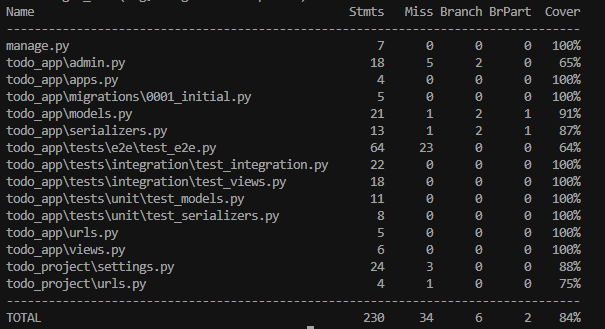 Name Stmts Miss Branch BrPart Cover
--------------------------------------------------------------------------------
manage.py 7 0 0 0 100%
todo_app\admin.py 18 5 2 0 65%
todo_app\apps.py 4 0 0 0 100%
todo_app\migrations\0001_initial.py 5 0 0 0 100%
todo_app\models.py 21 1 2 1 91%
todo_app\serializers.py 13 1 2 1 87%
todo_app\tests\e2e\test_e2e.py 64 23 0 0 64%
todo_app\tests\integration\test_integration.py 22 0 0 0 100%
todo_app\tests\integration\test_views.py 18 0 0 0 100%
todo_app\tests\unit\test_models.py 11 0 0 0 100%
todo_app\tests\unit\test_serializers.py 8 0 0 0 100%
todo_app\urls.py 5 0 0 0 100%
todo_app\views.py 6 0 0 0 100%
todo_project\settings.py 24 3 0 0 88%
todo_project\urls.py 4 1 0 0 75%
--------------------------------------------------------------------------------
TOTAL 230 34 6 2 84%